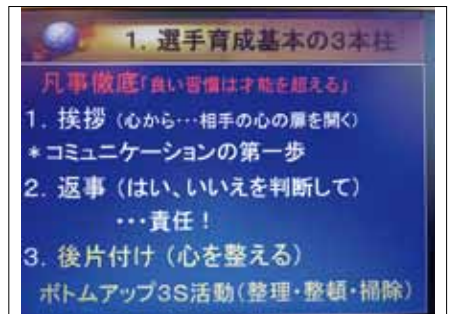 1. 選手育成基本の3本柱
凡事徹底「良い習慣は才能を超える」
1. 挨拶（心から…相手の心の扉を開く）
＊コミュニケーションの第一歩
2. 返事（はい、いいえを判断して）
…責任！
3. 後片付け（心を整える）
ボトムアップ3S活動（整理・整頓・掃除）